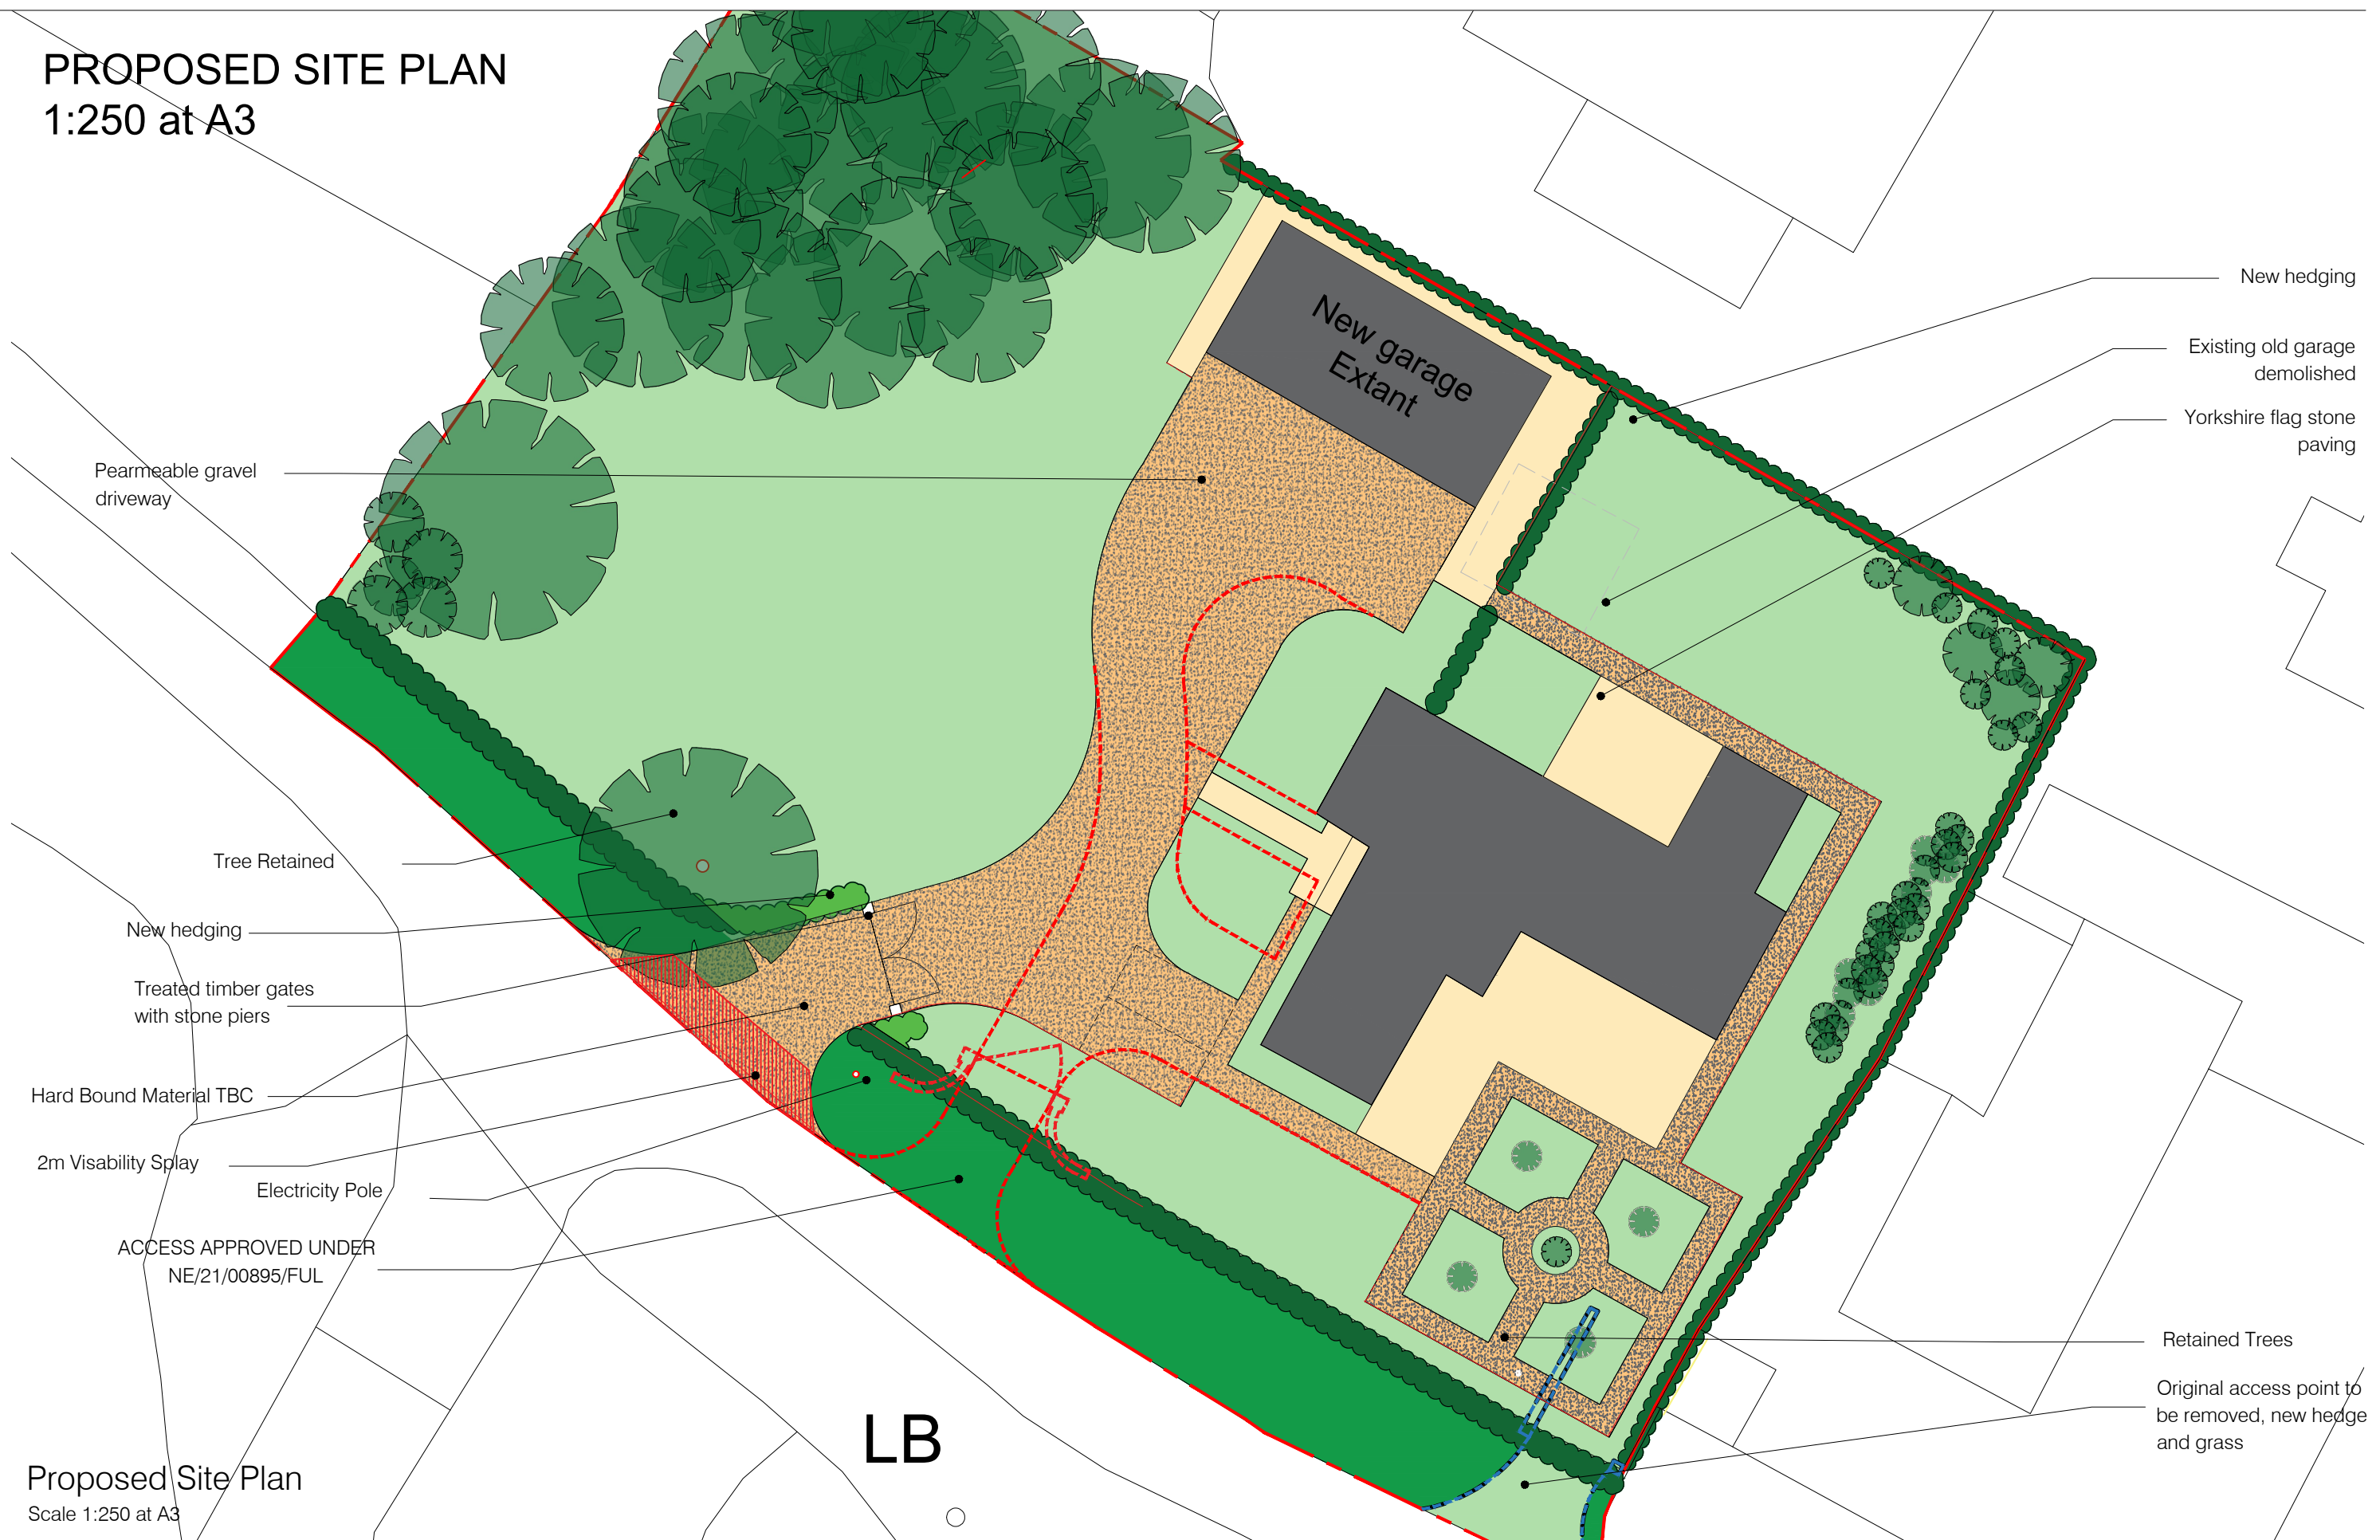 PROPOSED SITE PLAN
1:250 at A3
New hedging
Existing old garage
demolished
Yorkshire flag stone
paving
New garage
Extant
Pearmeable gravel
driveway
Tree Retained
New hedging
Treated timber gates
with stone piers
Hard Bound Material TBC
2m Visability Splay
Electricity Pole
ACCESS APPROVED UNDER
NE/21/00895/FUL
Retained Trees
Original access point to
be removed, new hedge
and grass
LB
Proposed Site Plan
Scale 1:250 at A3